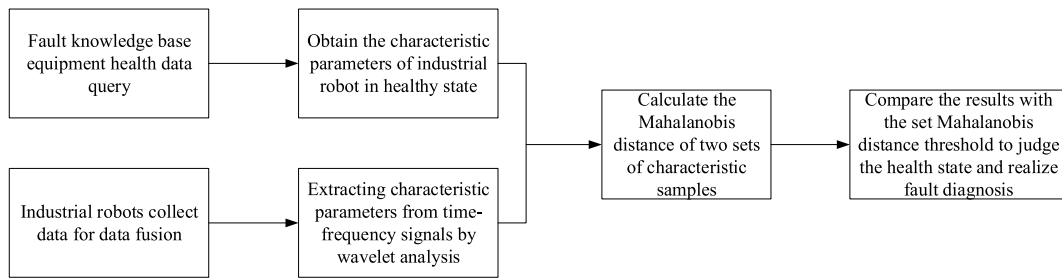 Fault knowledge base
equipment health data
query
Obtain the characteristic
parameters of industrial
robot in healthy state
Industrial robots collect
data for data fusion
Extracting characteristic
parameters from time-
frequency signals by
wavelet analysis
Calculate the
Mahalanobis
distance of two sets
of characteristic
samples
Compare the results with
the set Mahalanobis
distance threshold to judge
the health state and realize
fault diagnosis